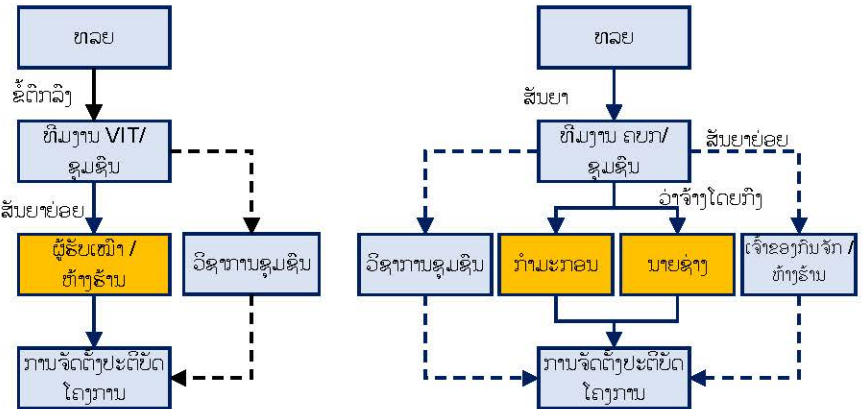 ທລຍ
ຂໍ້ຕົກລົງ
ທີມງານ VIT/
ຊຸມຊົນ
ສັນຍາຍ່ອຍ
ຜູ້ຮັບເໝົາ /
ຫ້າງຮ້ານ
ວິຊາການຊຸມຊົນ
ການຈັດຕັ້ງປະຕິບັດ
ໂຄງການ
ທລຍ
ສັນຍາ
ທີມງານ ຄບກ/
ຊຸມຊົນ
ສັນຍາຍ່ອຍ
ວ່າຈ້າງໂດຍກົງ
ວິຊາການຊຸມຊົນ
ກຳມະກອນ
ນາຍຊ່າງ
ເຈົ້າຂອງກົນຈັກ /
ຫ້າງຮ້ານ
ການຈັດຕັ້ງປະຕິບັດ
ໂຄງການ